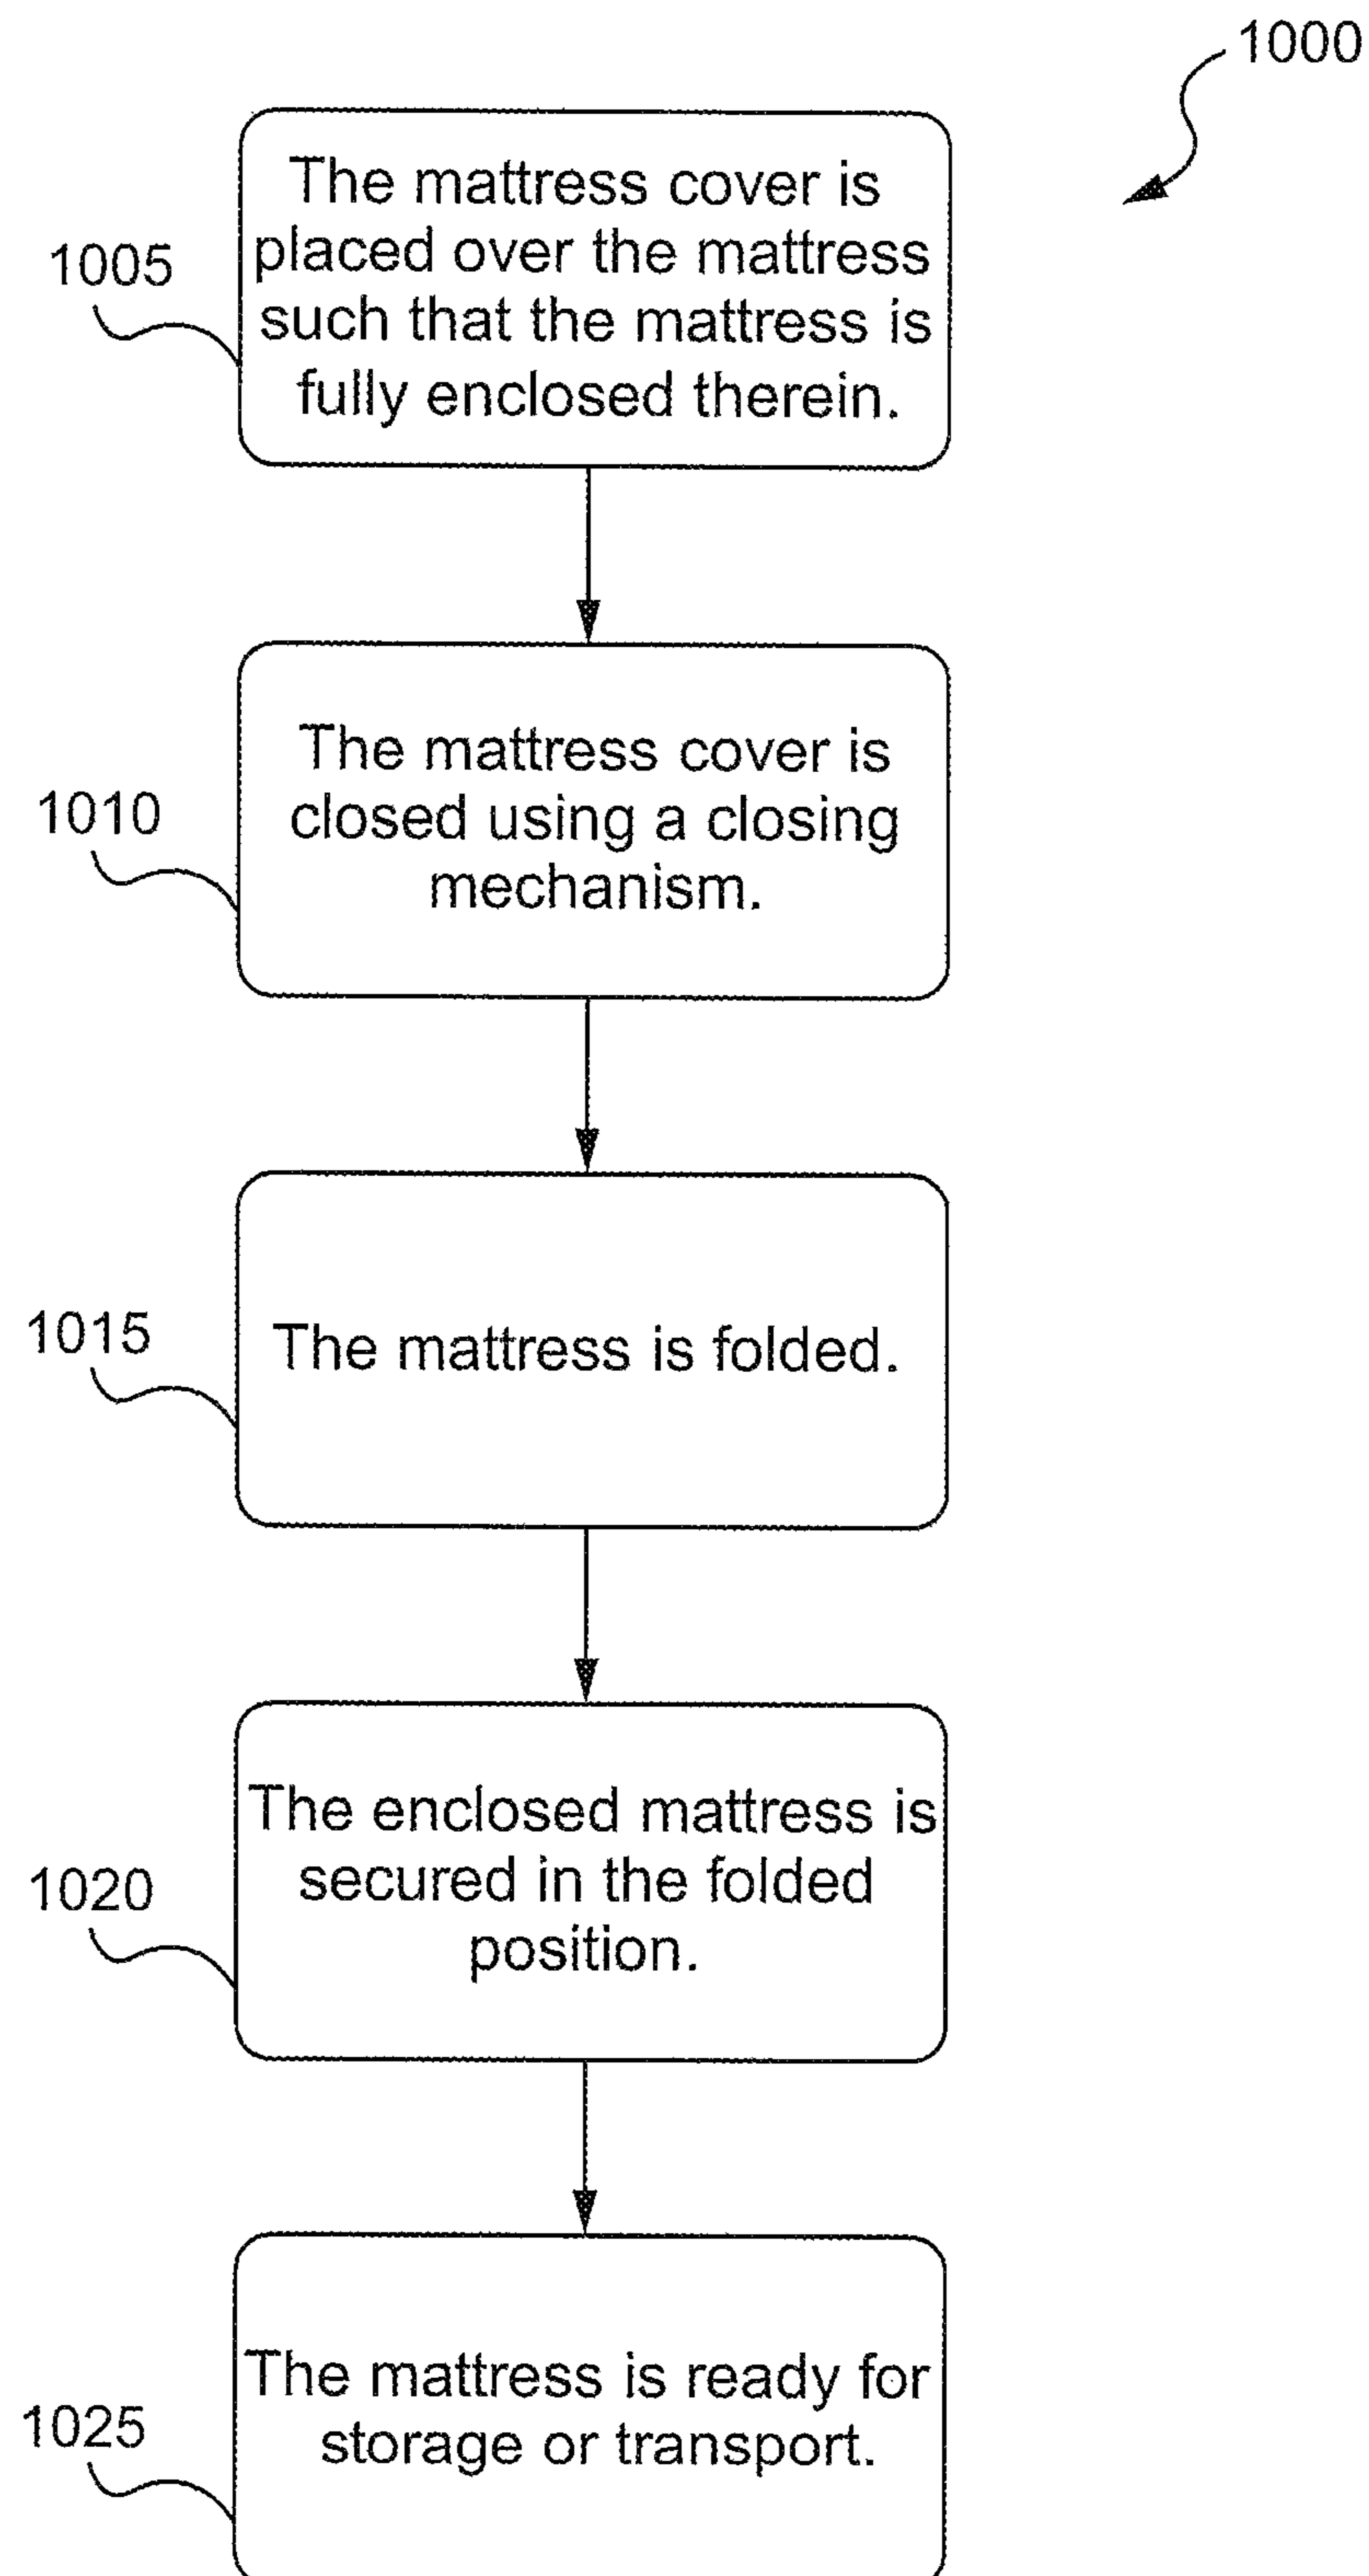 1000
The mattress cover is
placed over the mattress
such that the mattress is
fully enclosed therein.
1005
The mattress cover is
closed using a closing
mechanism.
1010
The mattress is folded.
1015
The enclosed mattress is
secured in the folded
position.
1020
The mattress is ready for
storage or transport.
1025